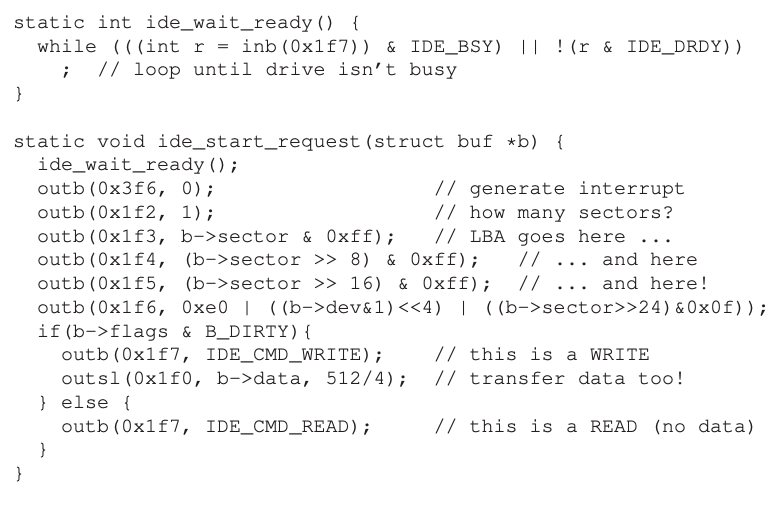 static int ide_wait_ready() {
  while (((int r = inb(0x1f7)) & IDE_BSY) || !(r & IDE_DRDY))
    ;  // loop until drive isn't busy
}

static void ide_start_request(struct buf *b) {
  ide_wait_ready();
  outb(0x3f6, 0);                  // generate interrupt
  outb(0x1f2, 1);                  // how many sectors?
  outb(0x1f3, b->sector & 0xff);   // LBA goes here ...
  outb(0x1f4, (b->sector >> 8) & 0xff);   // ... and here
  outb(0x1f5, (b->sector >> 16) & 0xff);  // ... and here!
  outb(0x1f6, 0xe0 | ((b->dev&1)<<4) | ((b->sector>>24)&0x0f));
  if(b->flags & B_DIRTY){
    outb(0x1f7, IDE_CMD_WRITE);    // this is a WRITE
    outsl(0x1f0, b->data, 512/4);  // transfer data too!
  } else {
    outb(0x1f7, IDE_CMD_READ);     // this is a READ (no data)
  }
}